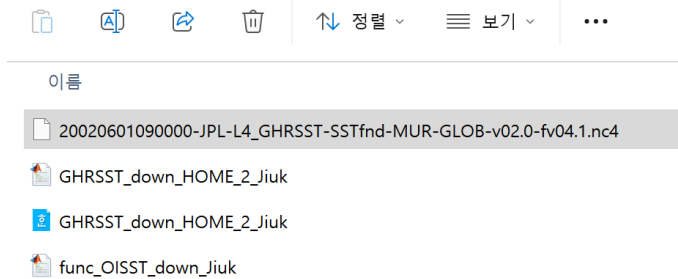 정렬 보기
이름
20020601090000-JPL-L4_GHRSST-SSTfnd-MUR-GLOB-v02.0-fv04.1.nc4
GHRSST_down_HOME_2_Jiuk
GHRSST_down_HOME_2_Jiuk
func_OISST_down_Jiuk